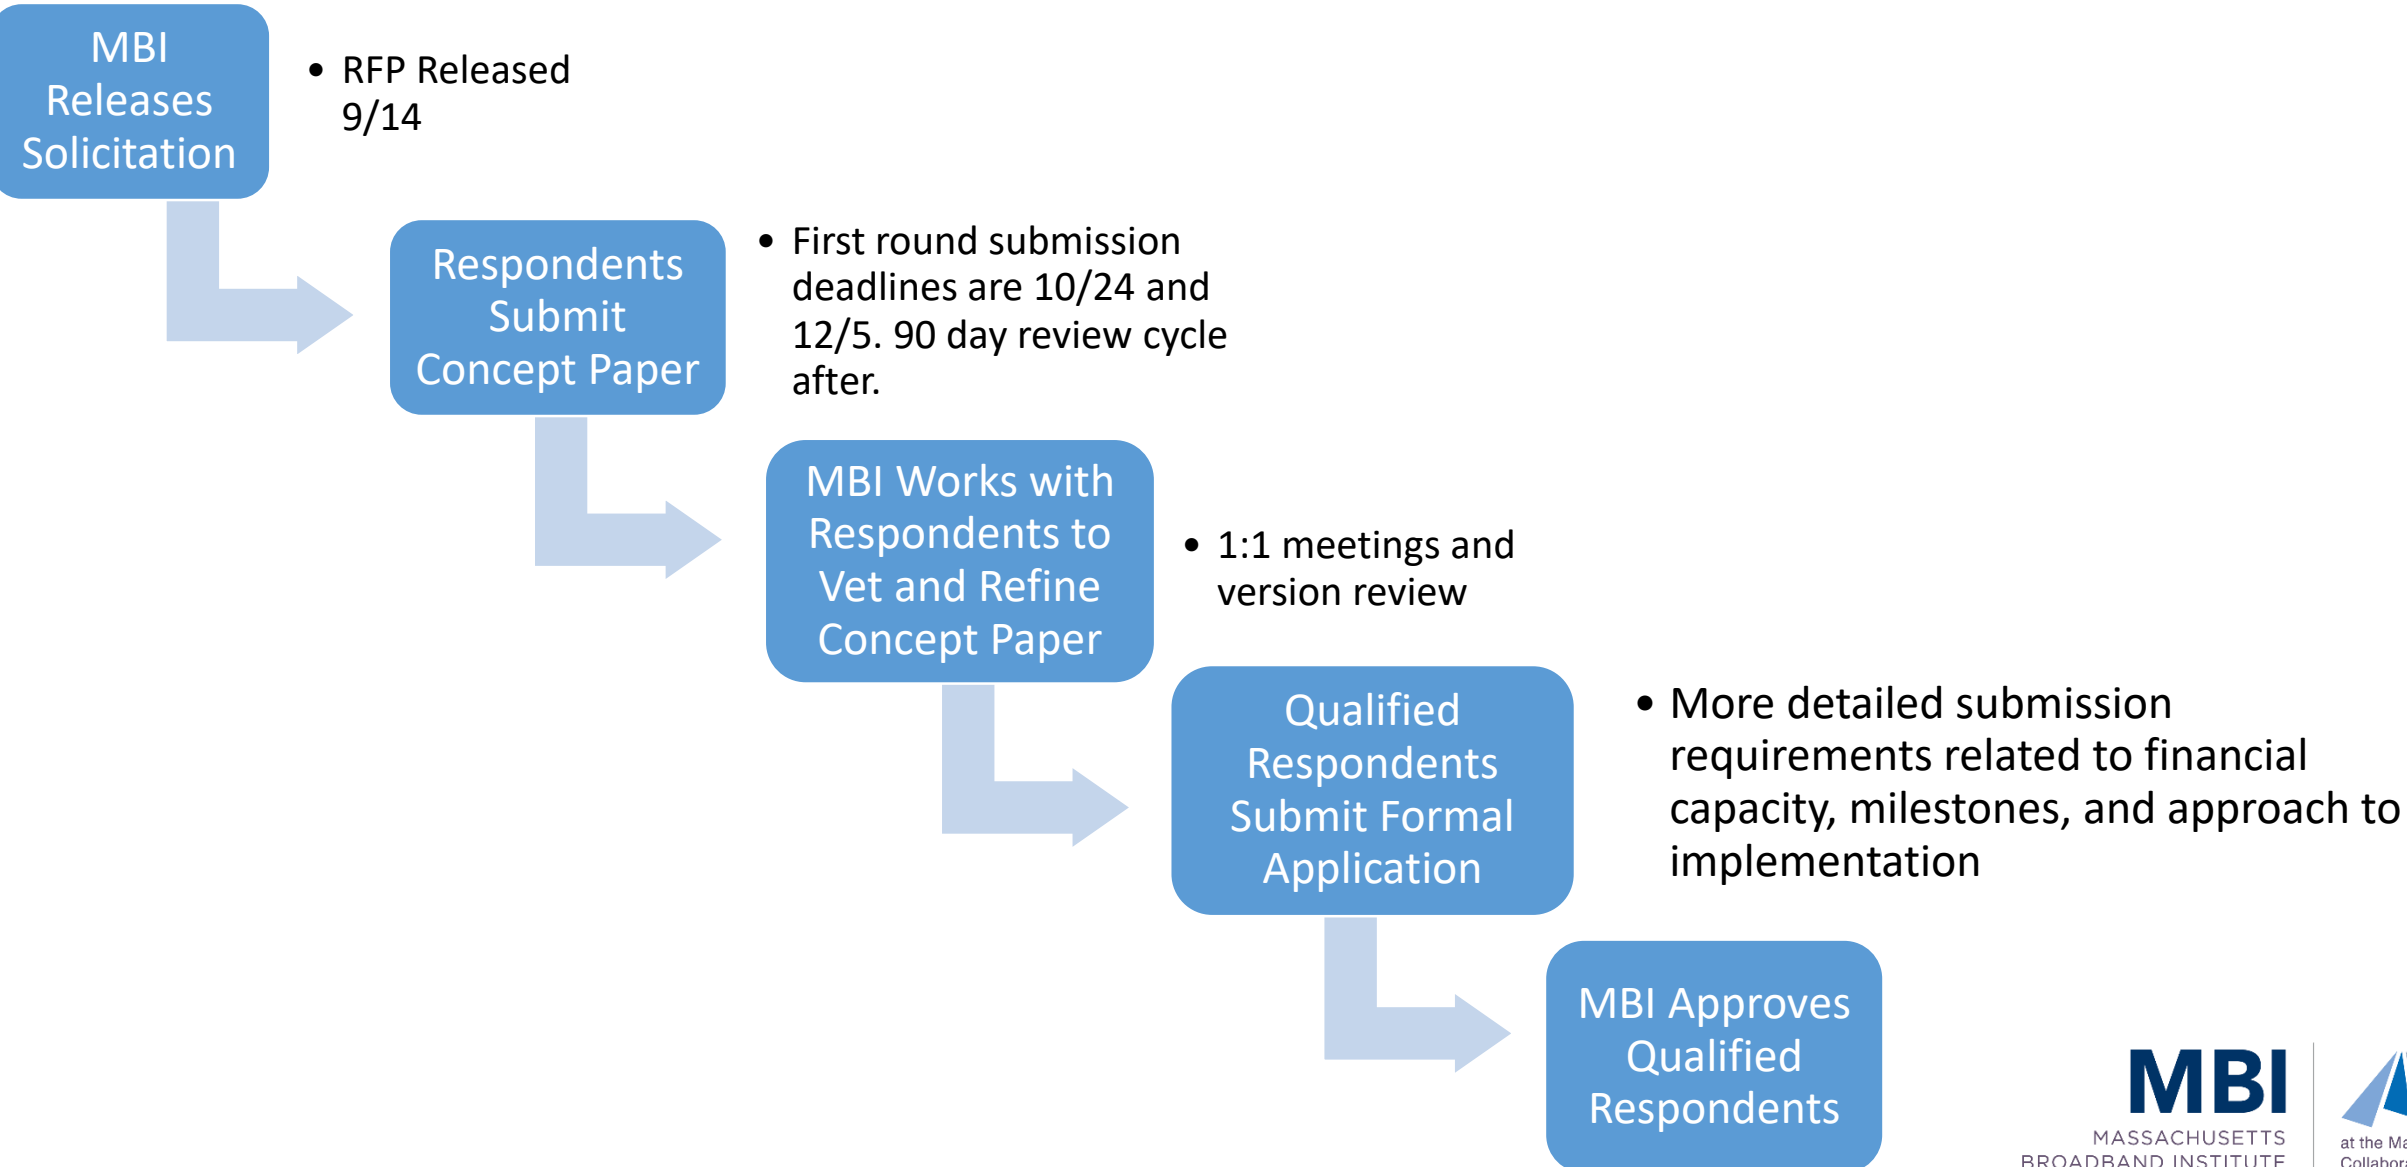 MBI
Releases
Solicitation
• RFP Released
9/14
Respondents
Submit
Concept Paper
• First round submission
deadlines are 10/24 and
12/5. 90 day review cycle
after.
MBI Works with
Respondents to
Vet and Refine
Concept Paper
• 1:1 meetings and
version review
Qualified
Respondents
Submit Formal
Application
• More detailed submission
requirements related to financial
capacity, milestones, and approach to
implementation
MBI Approves
Qualified
Respondents
MBI
MASSACHUSETTS
BROADBAND INSTITUTE
at the